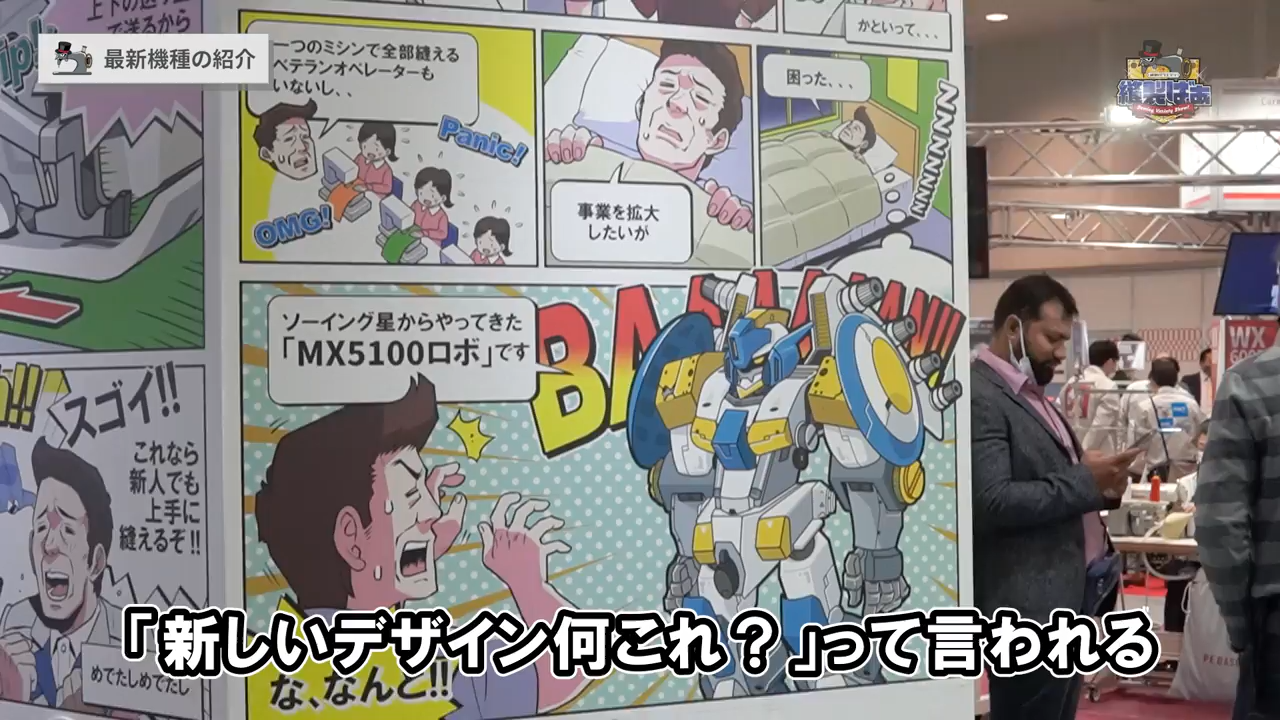 最新機種の紹介
縫製ばぁ
上下の送り
で送るから
かといって、、、
一つのミシンで全部縫える
ベテランオペレーターも
いないし、、
Panic!
OMG!
事業を拡大
したいが
困った、、、
NNNNNNNN
ソーイング星からやってきた
「MX5100ロボ」です
な、なんと!!
スゴイ!!
これなら
新人でも
上手に
縫えるぞ!!
めでたしめでたし
WX
「新しいデザイン何これ？」って言われる